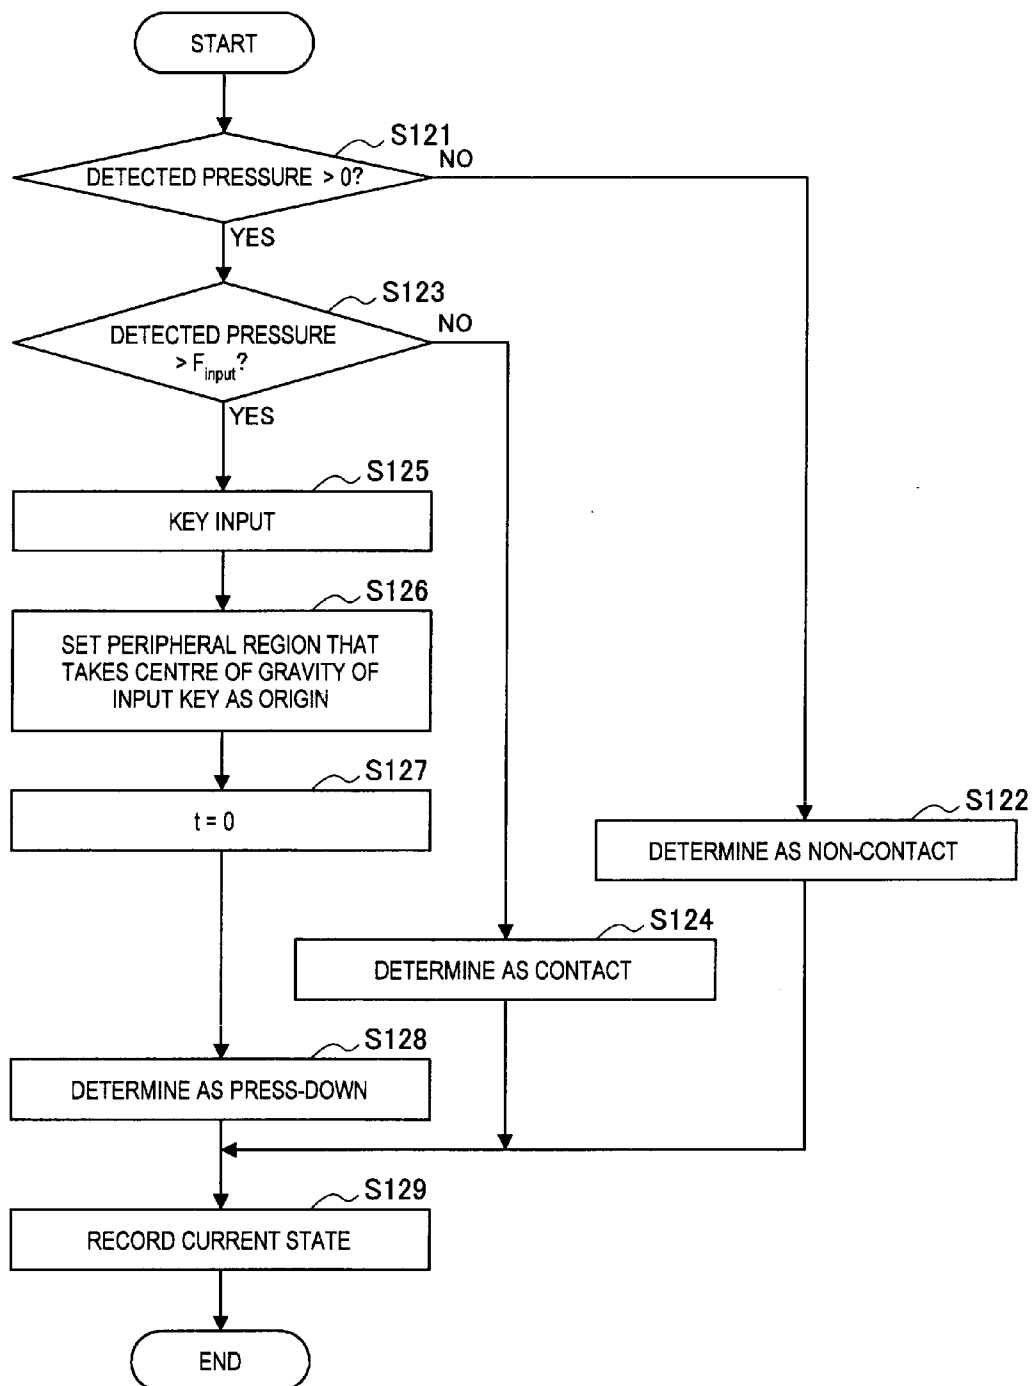 START
S121
DETECTED PRESSURE > 0?
NO
YES
S123
DETECTED PRESSURE
> Finput?
NO
YES
S125
KEY INPUT
S126
SET PERIPHERAL REGION THAT
TAKES CENTRE OF GRAVITY OF
INPUT KEY AS ORIGIN
S127
t = 0
S122
DETERMINE AS NON-CONTACT
S124
DETERMINE AS CONTACT
S128
DETERMINE AS PRESS-DOWN
S129
RECORD CURRENT STATE
END